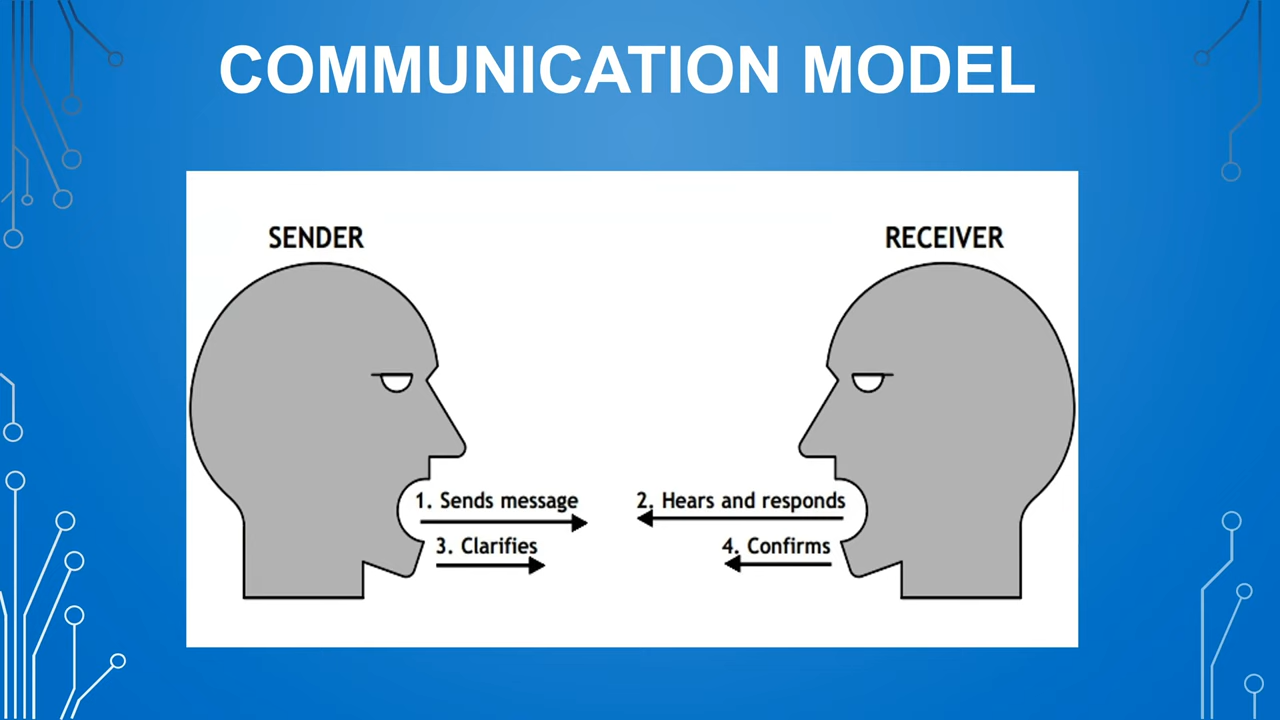 COMMUNICATION MODEL
SENDER
RECEIVER
1. Sends message
2. Hears and responds
3. Clarifies
4. Confirms